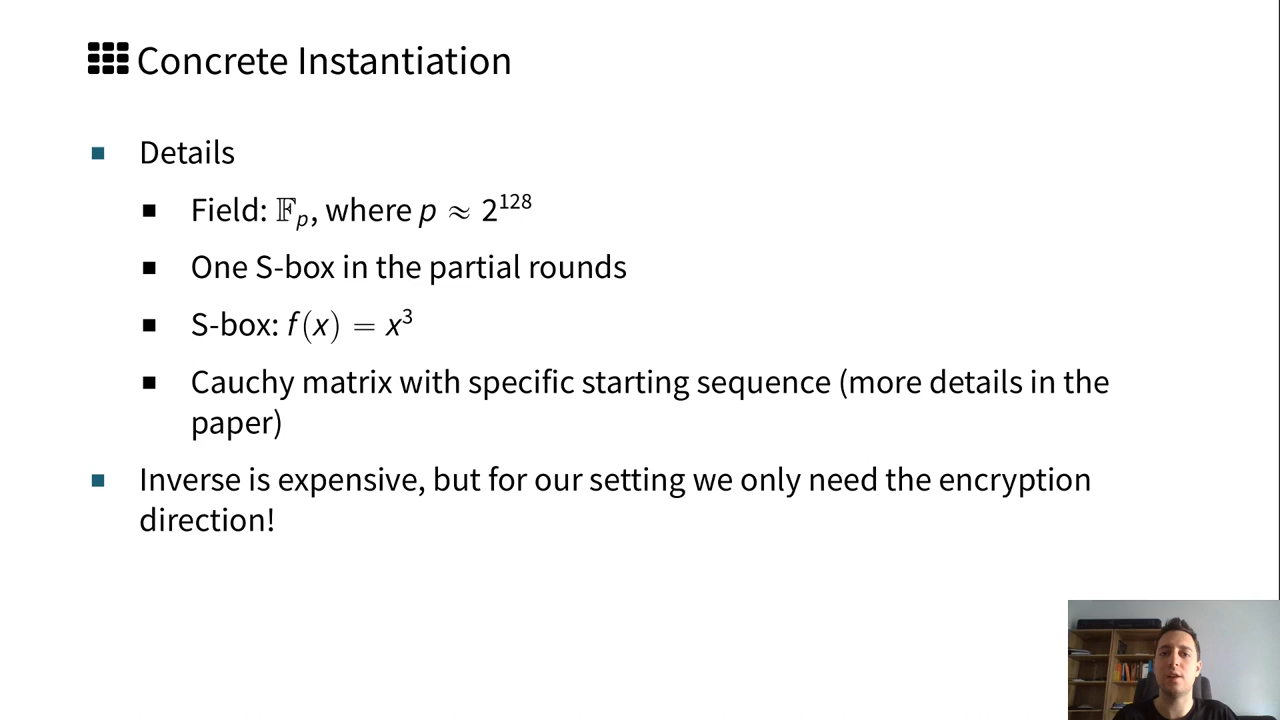 Concrete Instantiation
Details
Field: 𝔽ₚ, where p ≈ 2¹²⁸
One S-box in the partial rounds
S-box: f(x) = x³
Cauchy matrix with specific starting sequence (more details in the
paper)
Inverse is expensive, but for our setting we only need the encryption
direction!